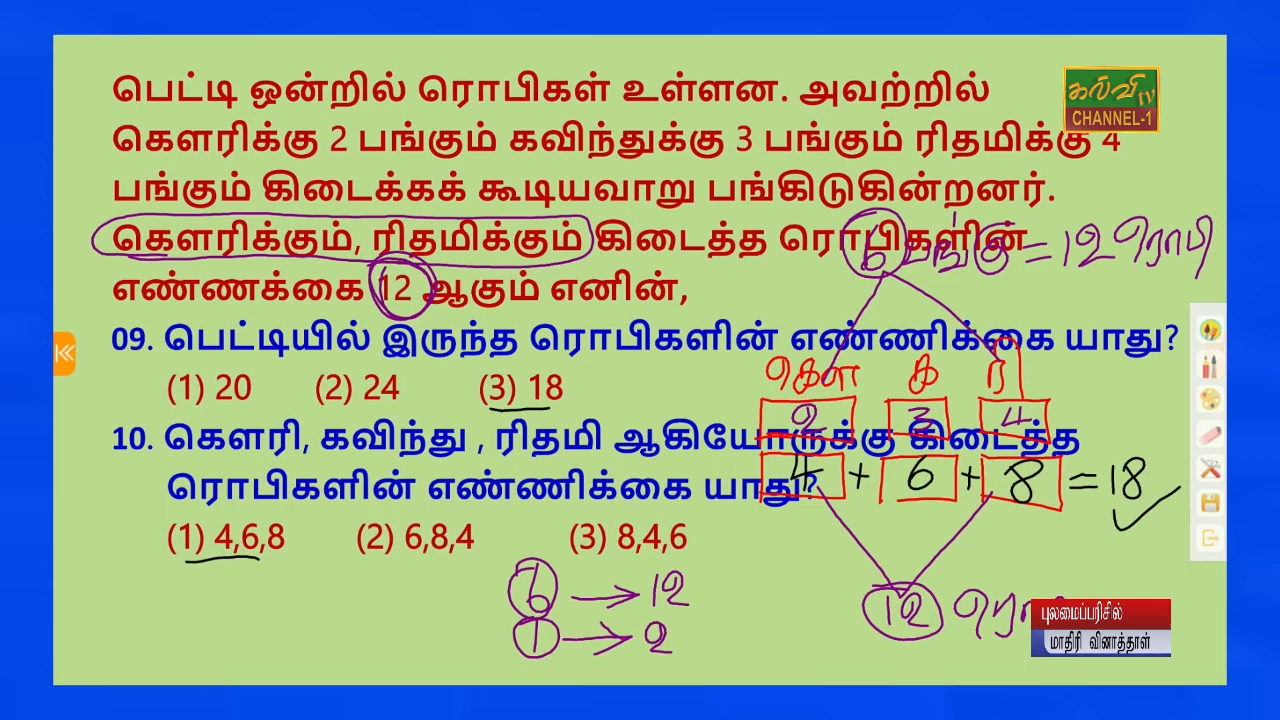 பெட்டி ஒன்றில் ரொபிகள் உள்ளன. அவற்றில்
கௌரிக்கு 2 பங்கும் கவிந்துக்கு 3 பங்கும் ரிதமிக்கு 4
பங்கும் கிடைக்கக் கூடியவாறு பங்கிடுகின்றனர்.
கௌரிக்கும், ரிதமிக்கும் கிடைத்த ரொபிகளின்
எண்ணக்கை 12 ஆகும் எனின்,
09. பெட்டியில் இருந்த ரொபிகளின் எண்ணிக்கை யாது?
(1) 20 (2) 24 (3) 18
10. கௌரி, கவிந்து , ரிதமி ஆகியோருக்கு கிடைத்த
ரொபிகளின் எண்ணிக்கை யாது?
(1) 4,6,8 (2) 6,8,4 (3) 8,4,6
கல்வி tv
CHANNEL-1
6 பங்கு = 12 ரொபி
கௌ க ரி
2 3 4
4 + 6 + 8 = 18
6 → 12
1 → 2
12
புலமைப்பரிசில்
மாதிரி வினாத்தாள்